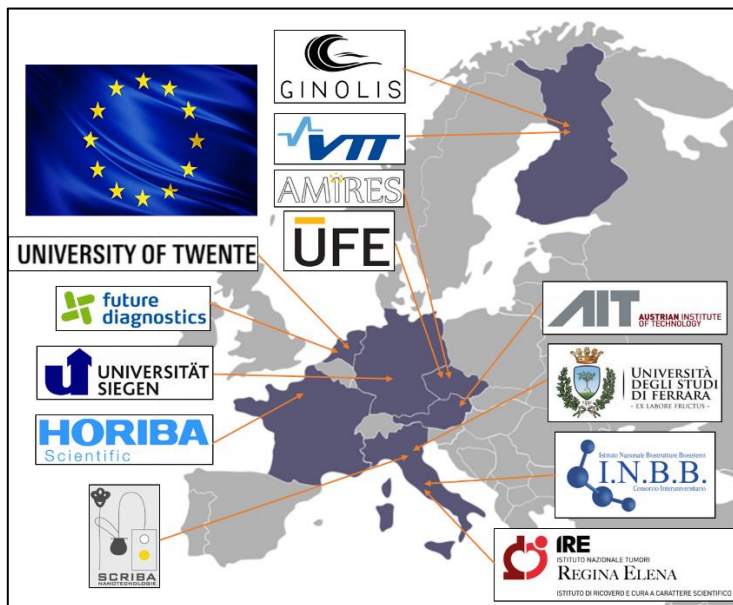 GINOLIS
VTT
AMIRES
ÚFE
UNIVERSITY OF TWENTE
future
diagnostics
AIT AUSTRIAN INSTITUTE
OF TECHNOLOGY
UNIVERSITÄT
SIEGEN
UNIVERSITÀ
DEGLI STUDI
DI FERRARA
- EX LABORE FRUCTUS -
HORIBA
Scientific
Istituto Nazionale Biostrutture Biosistemi
I.N.B.B.
Consorzio Interuniversitario
SCRIBA
NANOTECNOLOGIE
IRE
ISTITUTO NAZIONALE TUMORI
REGINA ELENA
ISTITUTO DI RICOVERO E CURA A CARATTERE SCIENTIFICO